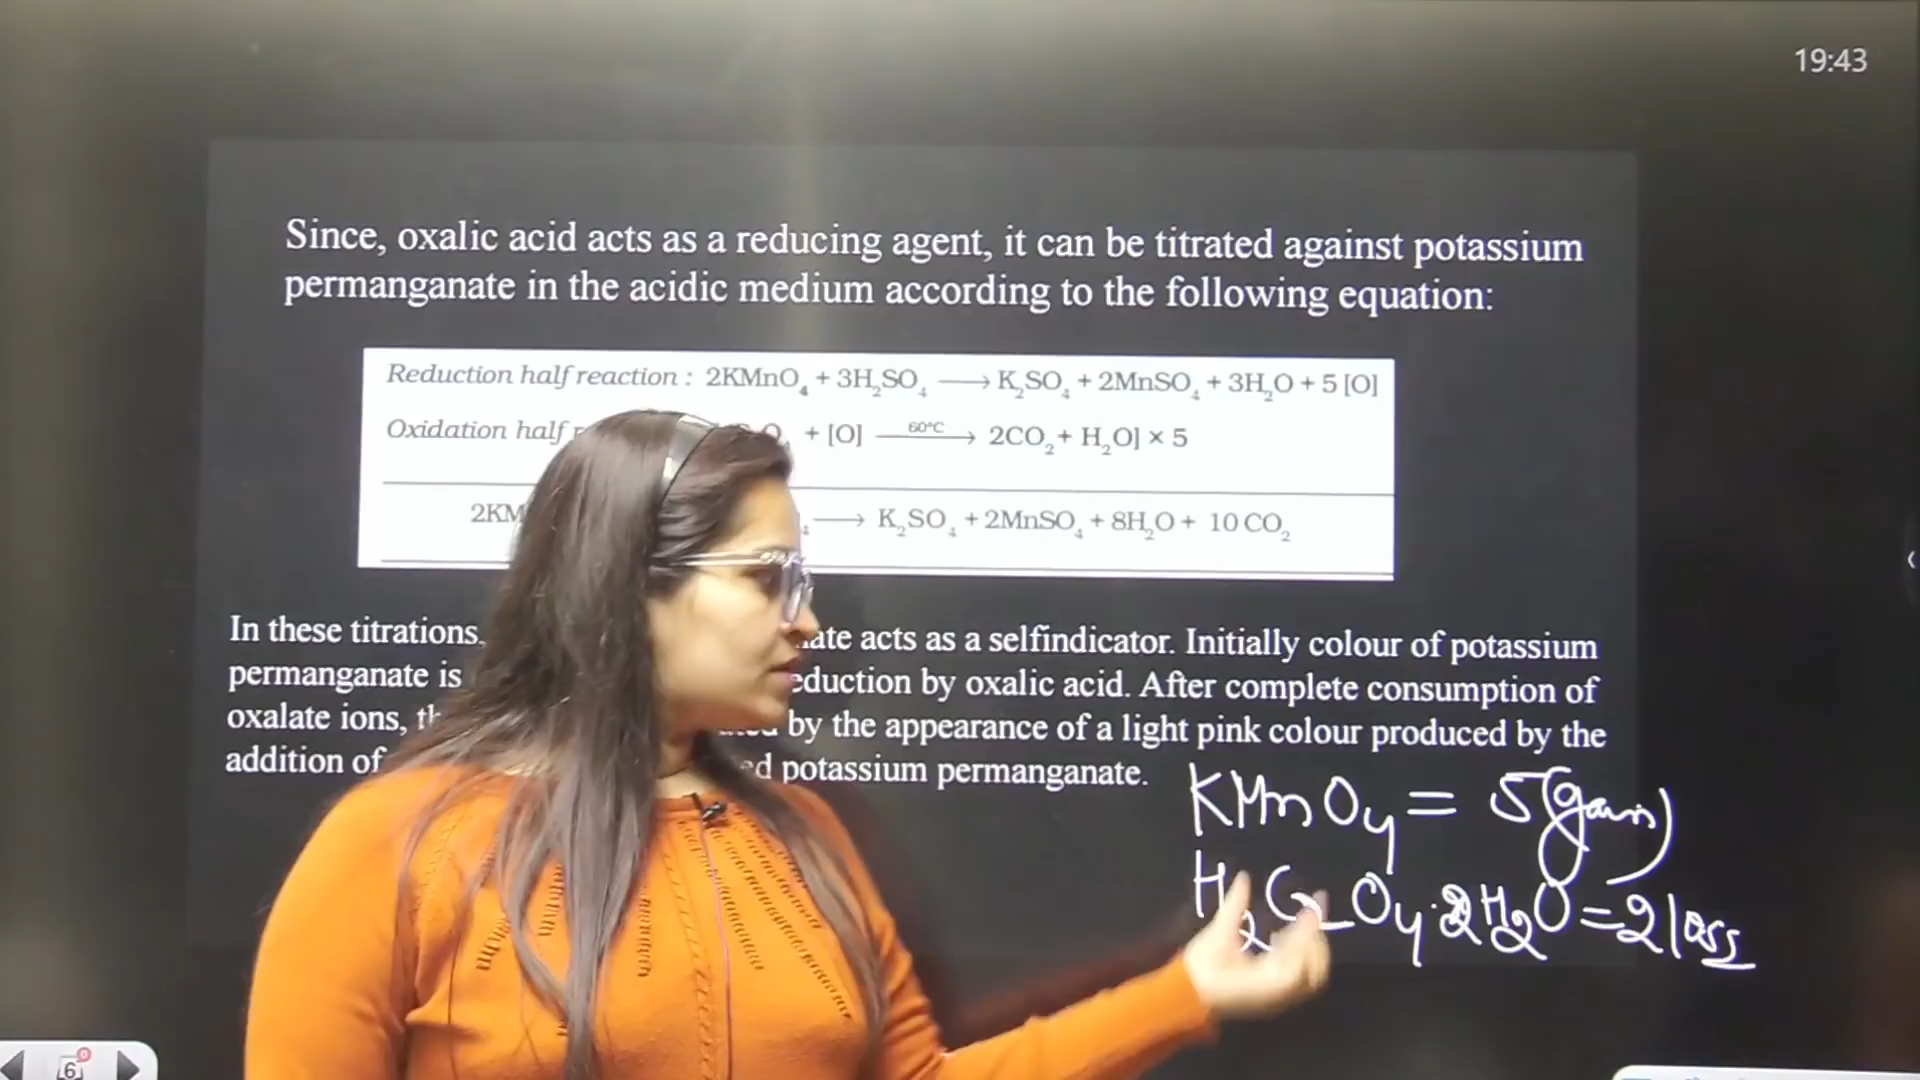 19:43
Since, oxalic acid acts as a reducing agent, it can be titrated against potassium
permanganate in the acidic medium according to the following equation:
Reduction half reaction : 2KMnO₄ + 3H₂SO₄ ⟶ K₂SO₄ + 2MnSO₄ + 3H₂O + 5 [O]
Oxidation half + [O] 60°C ⟶ 2CO₂ + H₂O] × 5
2KM ⟶ K₂SO₄ + 2MnSO₄ + 8H₂O + 10 CO₂
In these titrations, acts as a selfindicator. Initially colour of potassium
permanganate is by oxalic acid. After complete consumption of
oxalate ions, by the appearance of a light pink colour produced by the
addition of potassium permanganate.
KMnO₄ = 5(gain)
H₂C₂O₄·2H₂O = 2 loss
6